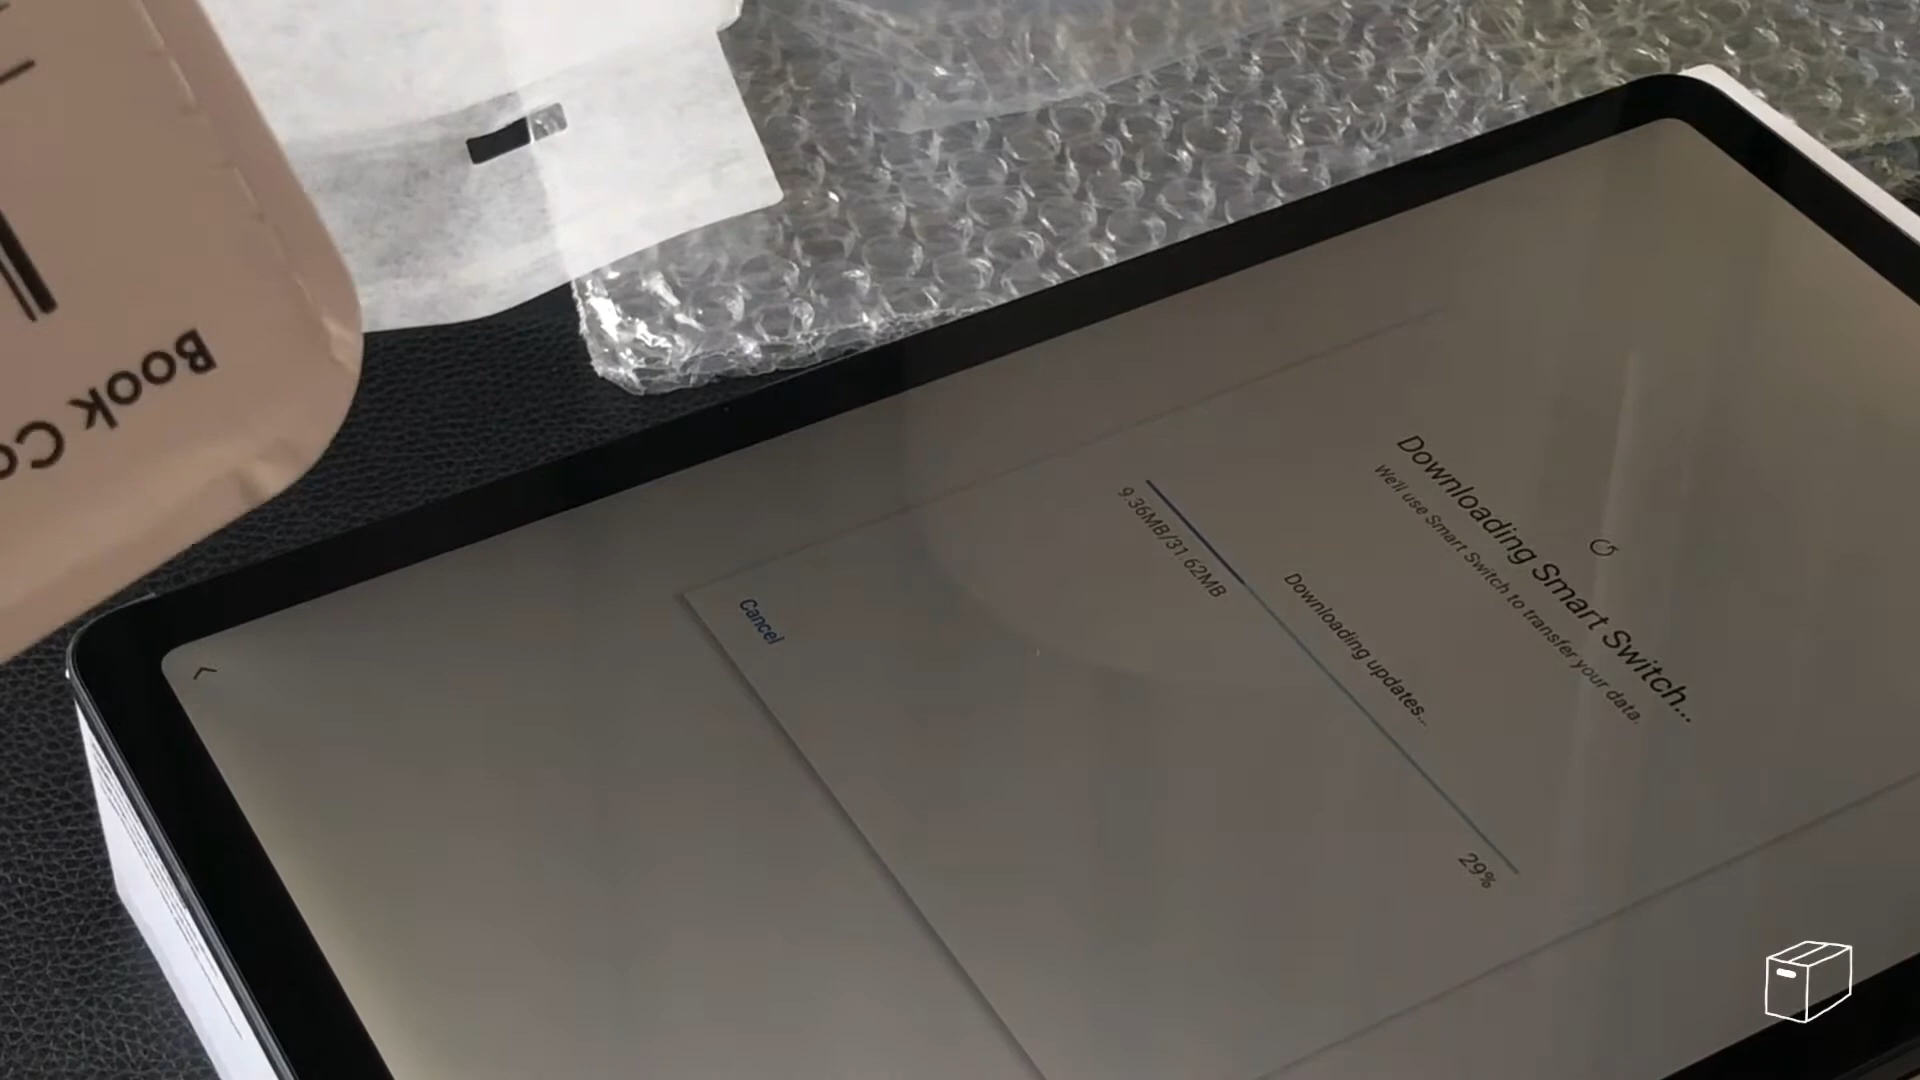 Downloading Smart Switch...
We'll use Smart Switch to transfer your data.
Downloading updates...
29%
9.36MB/31.62MB
Cancel
Book